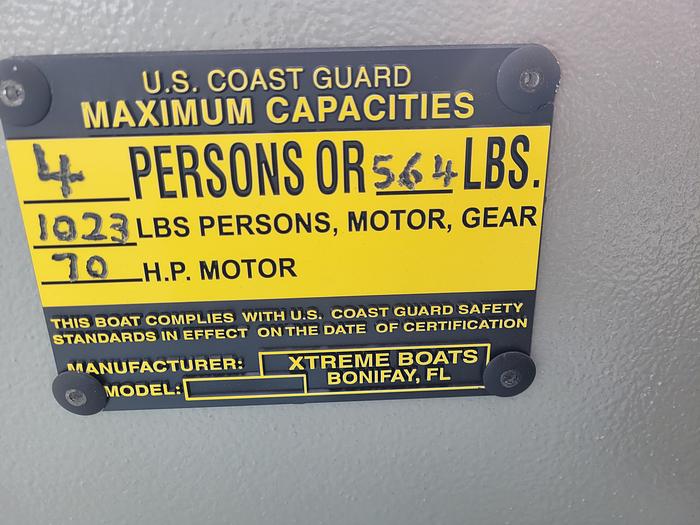 U.S. COAST GUARD
MAXIMUM CAPACITIES
4 PERSONS OR 564 LBS.
1023 LBS PERSONS, MOTOR, GEAR
70 H.P. MOTOR
THIS BOAT COMPLIES WITH U.S. COAST GUARD SAFETY
STANDARDS IN EFFECT ON THE DATE OF CERTIFICATION
MANUFACTURER: XTREME BOATS
BONIFAY, FL
MODEL: